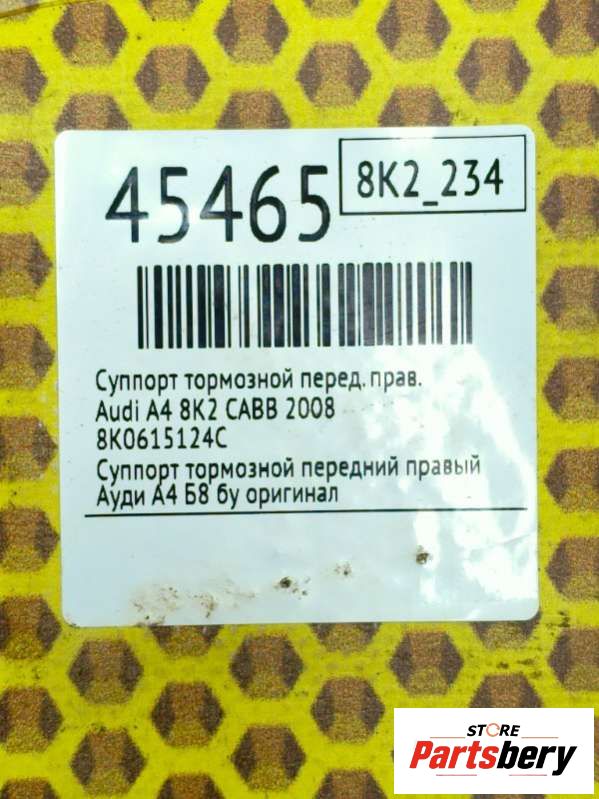 45465
8K2_234
Суппорт тормозной перед. прав.
Audi A4 8K2 CABB 2008
8K0615124C
Суппорт тормозной передний правый
Ауди А4 Б8 бу оригинал
STORE
Partsbery